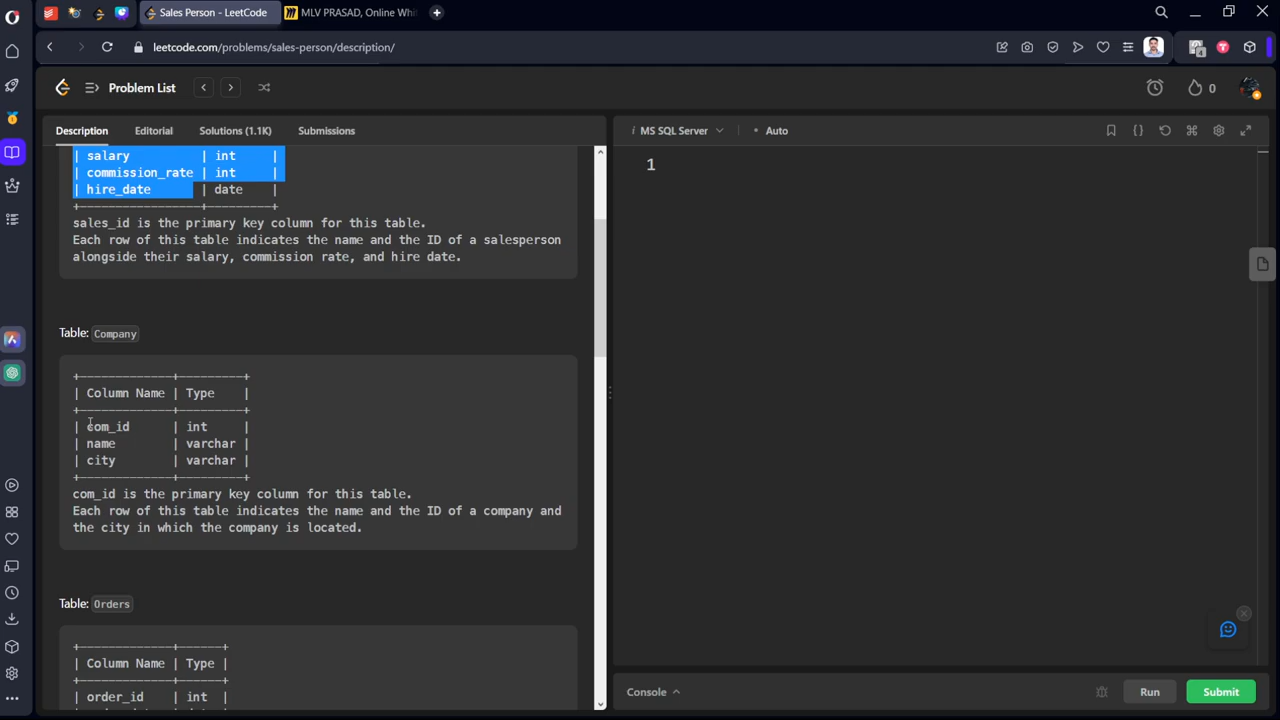 Sales Person - LeetCode
MLV PRASAD, Online Whit
leetcode.com/problems/sales-person/description/
4
Problem List
0
Description
Editorial
Solutions (1.1K)
Submissions
MS SQL Server
Auto
| salary | int |
| commission_rate | int |
| hire_date | date |
+-----------------+---------+
sales_id is the primary key column for this table.
Each row of this table indicates the name and the ID of a salesperson
alongside their salary, commission rate, and hire date.
Table: Company
+-------------+---------+
| Column Name | Type |
+-------------+---------+
| com_id | int |
| name | varchar |
| city | varchar |
+-------------+---------+
com_id is the primary key column for this table.
Each row of this table indicates the name and the ID of a company and
the city in which the company is located.
Table: Orders
+-------------+------+
| Column Name | Type |
+-------------+------+
| order_id | int |
1
Console
Run
Submit